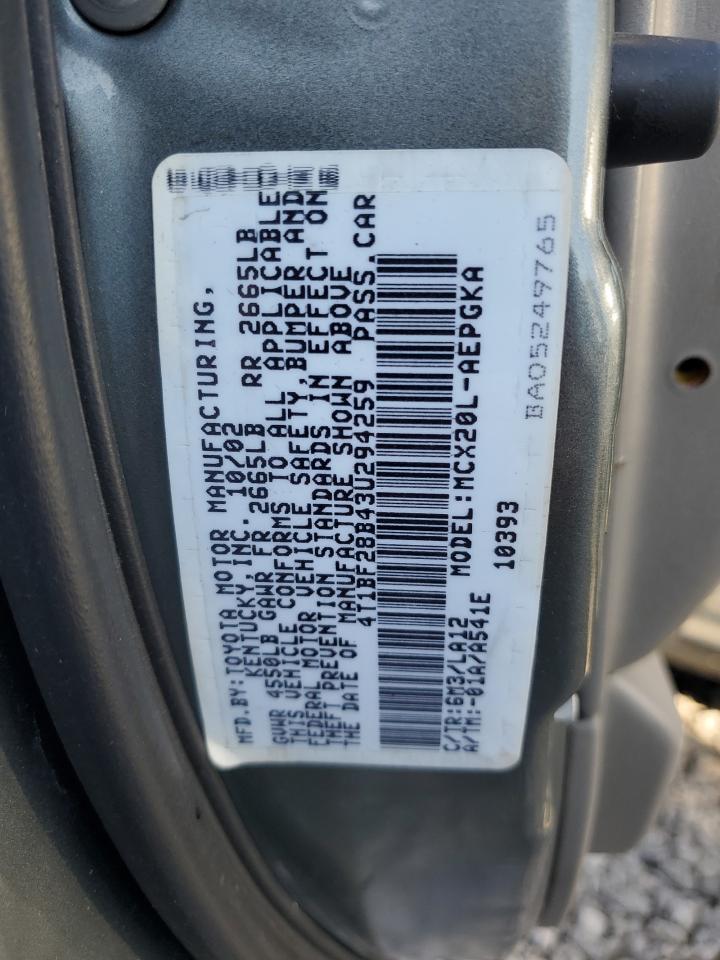 MFD.BY:TOYOTA MOTOR MANUFACTURING,
KENTUCKY,INC. 10/02
GVWR 4550LB GAWR FR 2665LB RR 2665LB
THIS VEHICLE CONFORMS TO ALL APPLICABLE
FEDERAL MOTOR VEHICLE SAFETY,BUMPER AND
THEFT PREVENTION STANDARDS IN EFFECT ON
THE DATE OF MANUFACTURE SHOWN ABOVE
4T1BF28B43U294259 PASS.CAR
MODEL:MCX20L-AEPGKA
C/TR:6M3/LA12
A/TM:-01A/A541E 10393
BA05249765